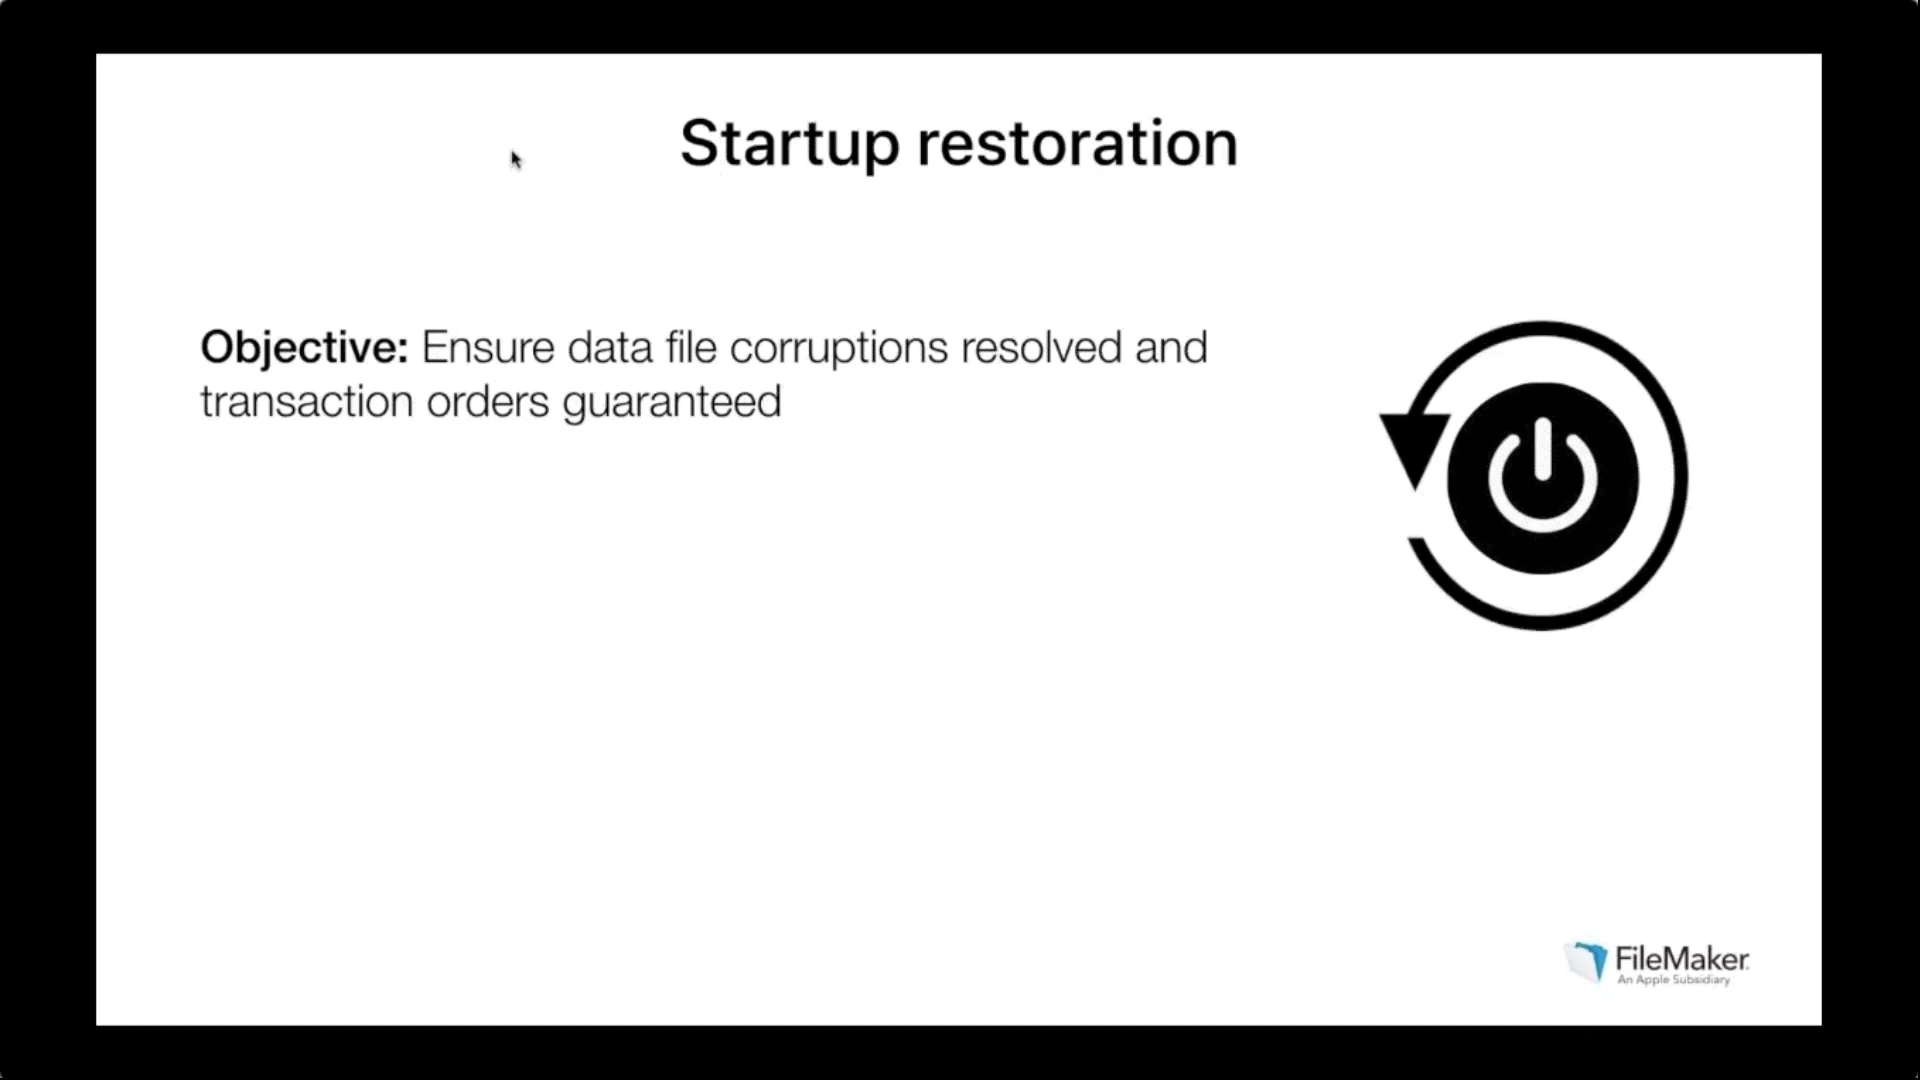 Startup restoration
Objective: Ensure data file corruptions resolved and
transaction orders guaranteed
FileMaker
An Apple Subsidiary